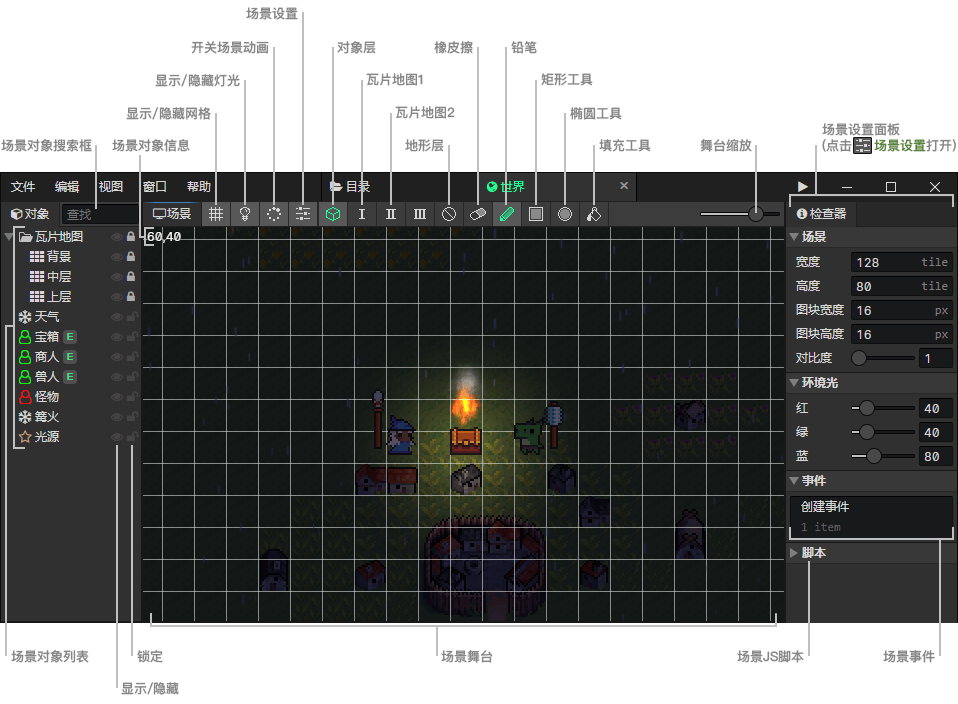 场景设置
开关场景动画
对象层
橡皮擦
铅笔
显示/隐藏灯光
瓦片地图1
矩形工具
显示/隐藏网格
瓦片地图2
椭圆工具
场景对象搜索框
场景对象信息
地形层
填充工具
舞台缩放
场景设置面板
(点击 场景设置打开)
文件 编辑 视图 窗口 帮助 目录 世界
对象 查找 场景 检查器
60,40
瓦片地图
背景
中层
上层
天气
宝箱 E
商人 E
兽人 E
怪物
篝火
光源
场景
宽度 128 tile
高度 80 tile
图块宽度 16 px
图块高度 16 px
对比度 1
环境光
红 40
绿 40
蓝 80
事件
创建事件
1 item
脚本
场景对象列表
锁定
场景舞台
场景JS脚本
场景事件
显示/隐藏